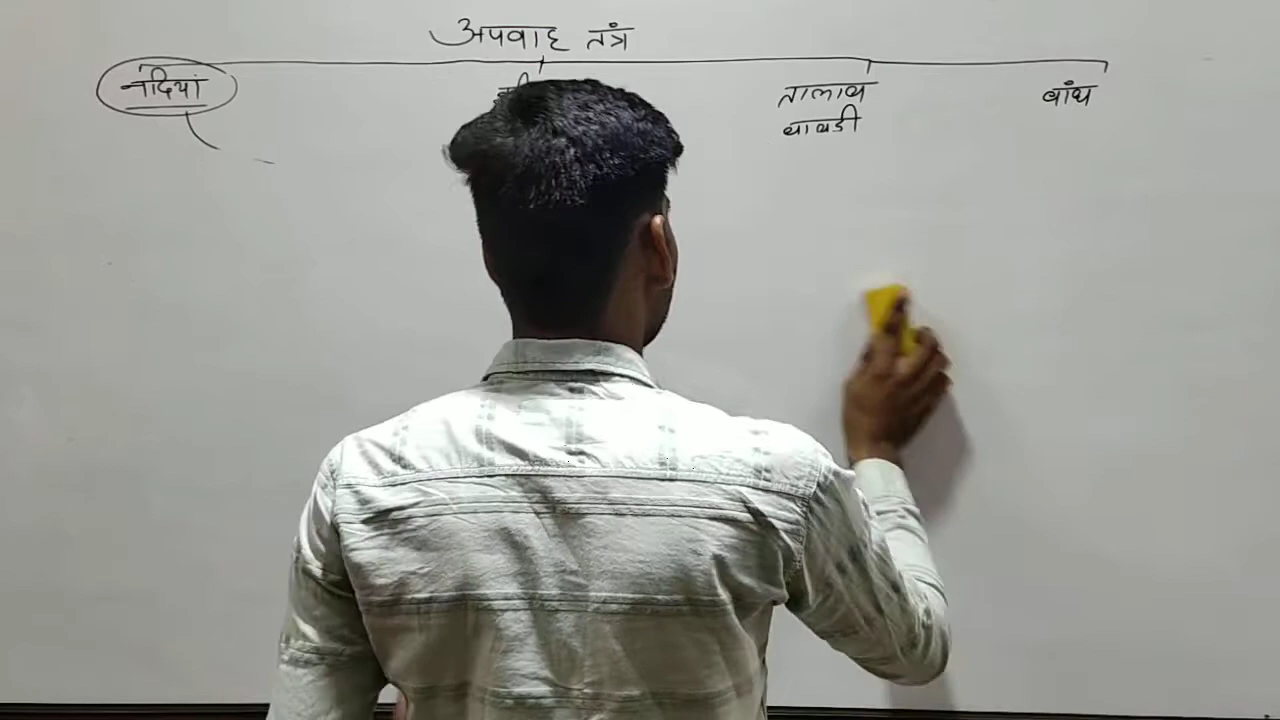 अपवाह तंत्र
नदियां
तालाब
बावडी
बांध